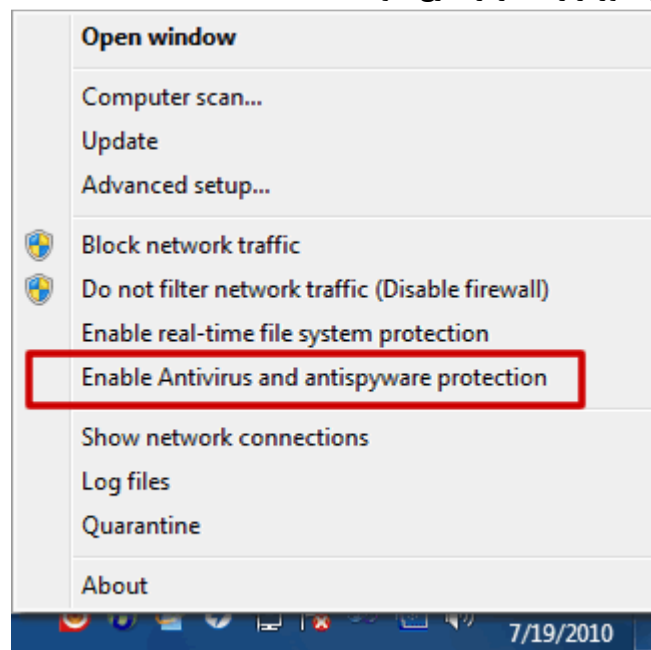 Open window
Computer scan...
Update
Advanced setup...
Block network traffic
Do not filter network traffic (Disable firewall)
Enable real-time file system protection
Enable Antivirus and antispyware protection
Show network connections
Log files
Quarantine
About
7/19/2010